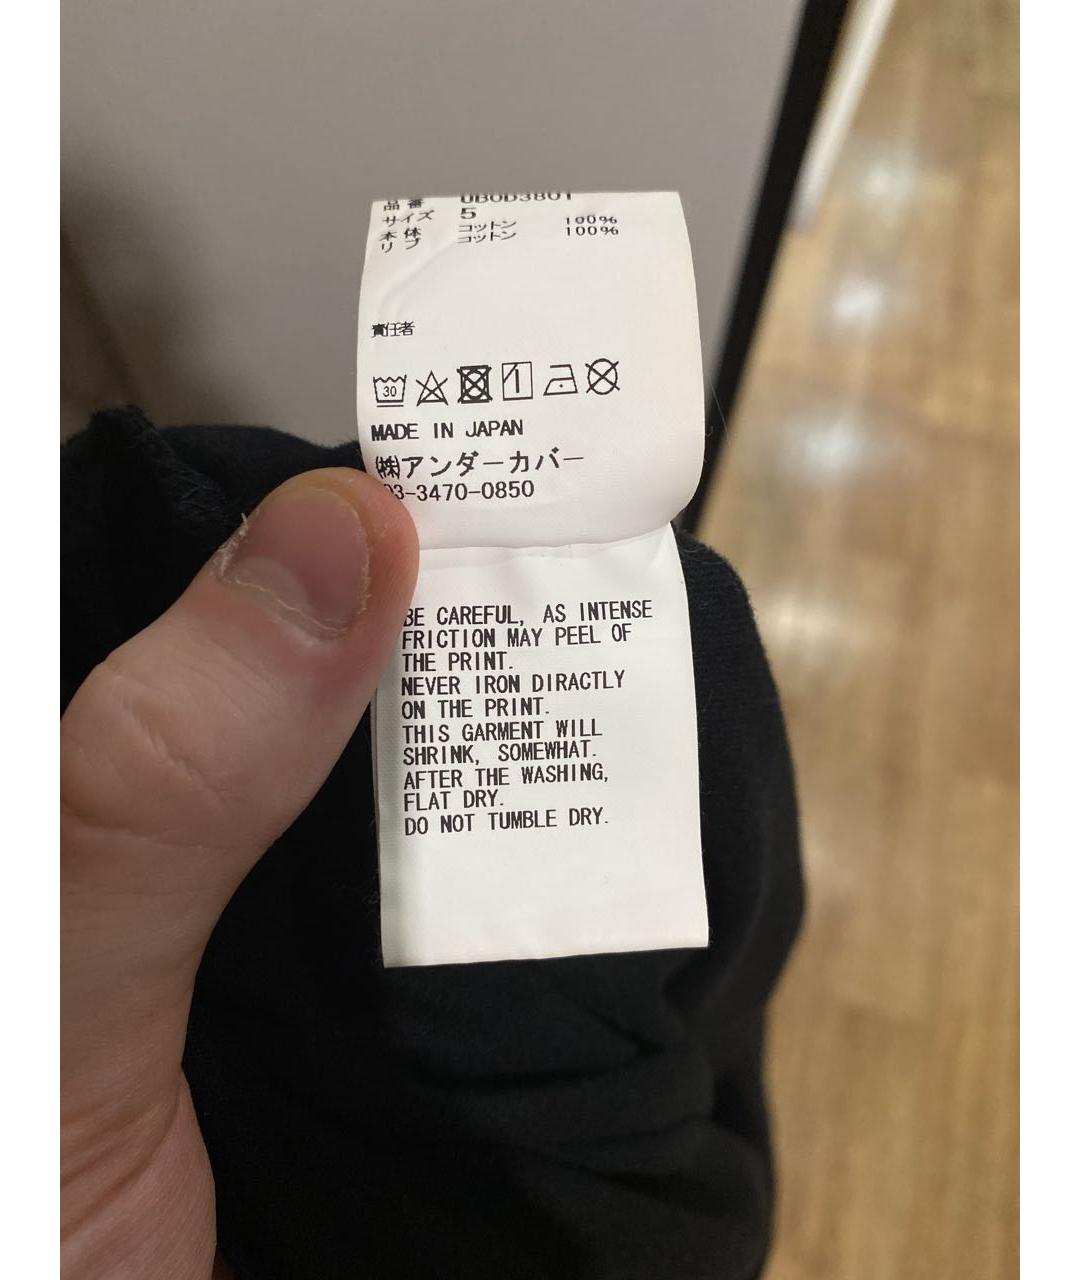 品番 UB0D3801
サイズ 5
本体 コットン 100%
リブ コットン 100%
責任者
30
MADE IN JAPAN
㈱アンダーカバー
03-3470-0850
BE CAREFUL, AS INTENSE
FRICTION MAY PEEL OF
THE PRINT.
NEVER IRON DIRACTLY
ON THE PRINT.
THIS GARMENT WILL
SHRINK, SOMEWHAT.
AFTER THE WASHING,
FLAT DRY.
DO NOT TUMBLE DRY.